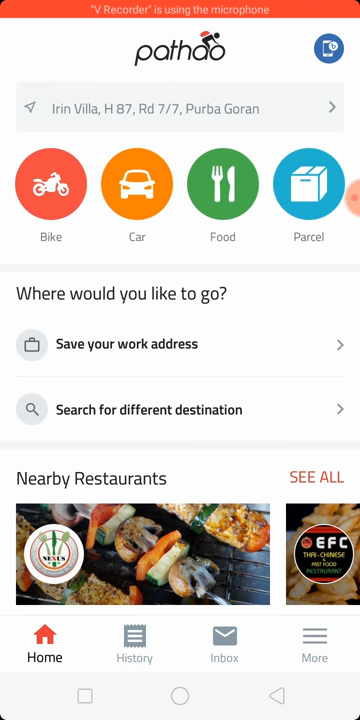 "V Recorder" is using the microphone
pathao
Irin Villa, H 87, Rd 7/7, Purba Goran
Bike
Car
Food
Parcel
Where would you like to go?
Save your work address
Search for different destination
Nearby Restaurants
SEE ALL
NEXUS
EFC
THAI-CHINESE
&
FAST FOOD
RESTAURANT
Home
History
Inbox
More